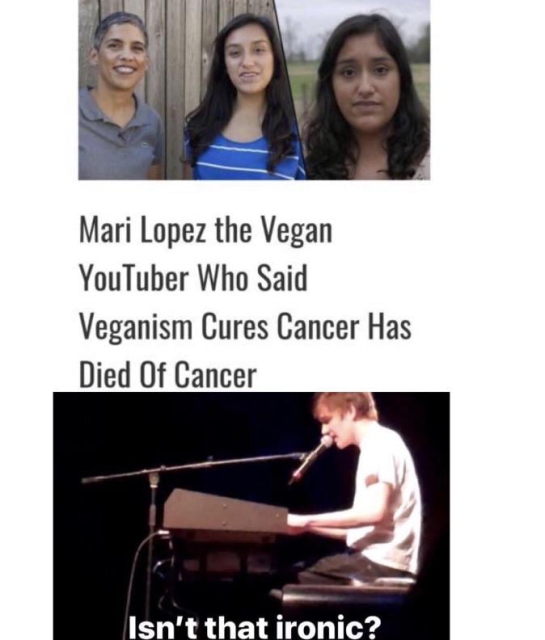 Mari Lopez the Vegan
YouTuber Who Said
Veganism Cures Cancer Has
Died Of Cancer
Isn't that ironic?